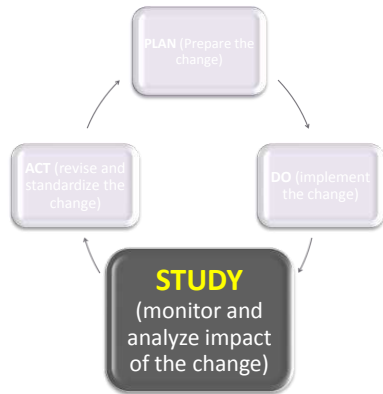 PLAN (Prepare the
change)
DO (implement
the change)
STUDY
(monitor and
analyze impact
of the change)
ACT (revise and
standardize the
change)